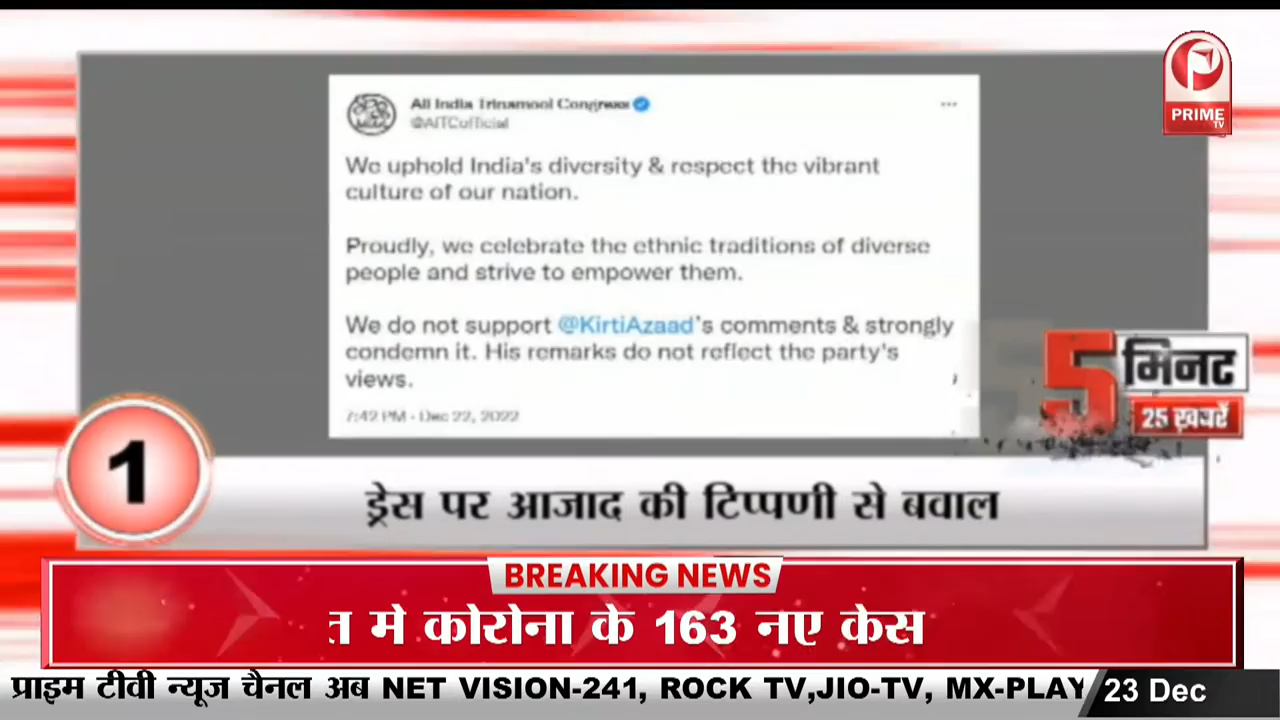 PRIME
TV
All India Trinamool Congress
@AITCofficial
We uphold India's diversity & respect the vibrant
culture of our nation.
Proudly, we celebrate the ethnic traditions of diverse
people and strive to empower them.
We do not support @KirtiAzaad's comments & strongly
condemn it. His remarks do not reflect the party's
views.
7:42 PM · Dec 22, 2022
5 मिनट
25 ख़बरें
1
ड्रेस पर आजाद की टिप्पणी से बवाल
BREAKING NEWS
में कोरोना के 163 नए केस
प्राइम टीवी न्यूज चैनल अब NET VISION-241, ROCK TV,JIO-TV, MX-PLAY
23 Dec